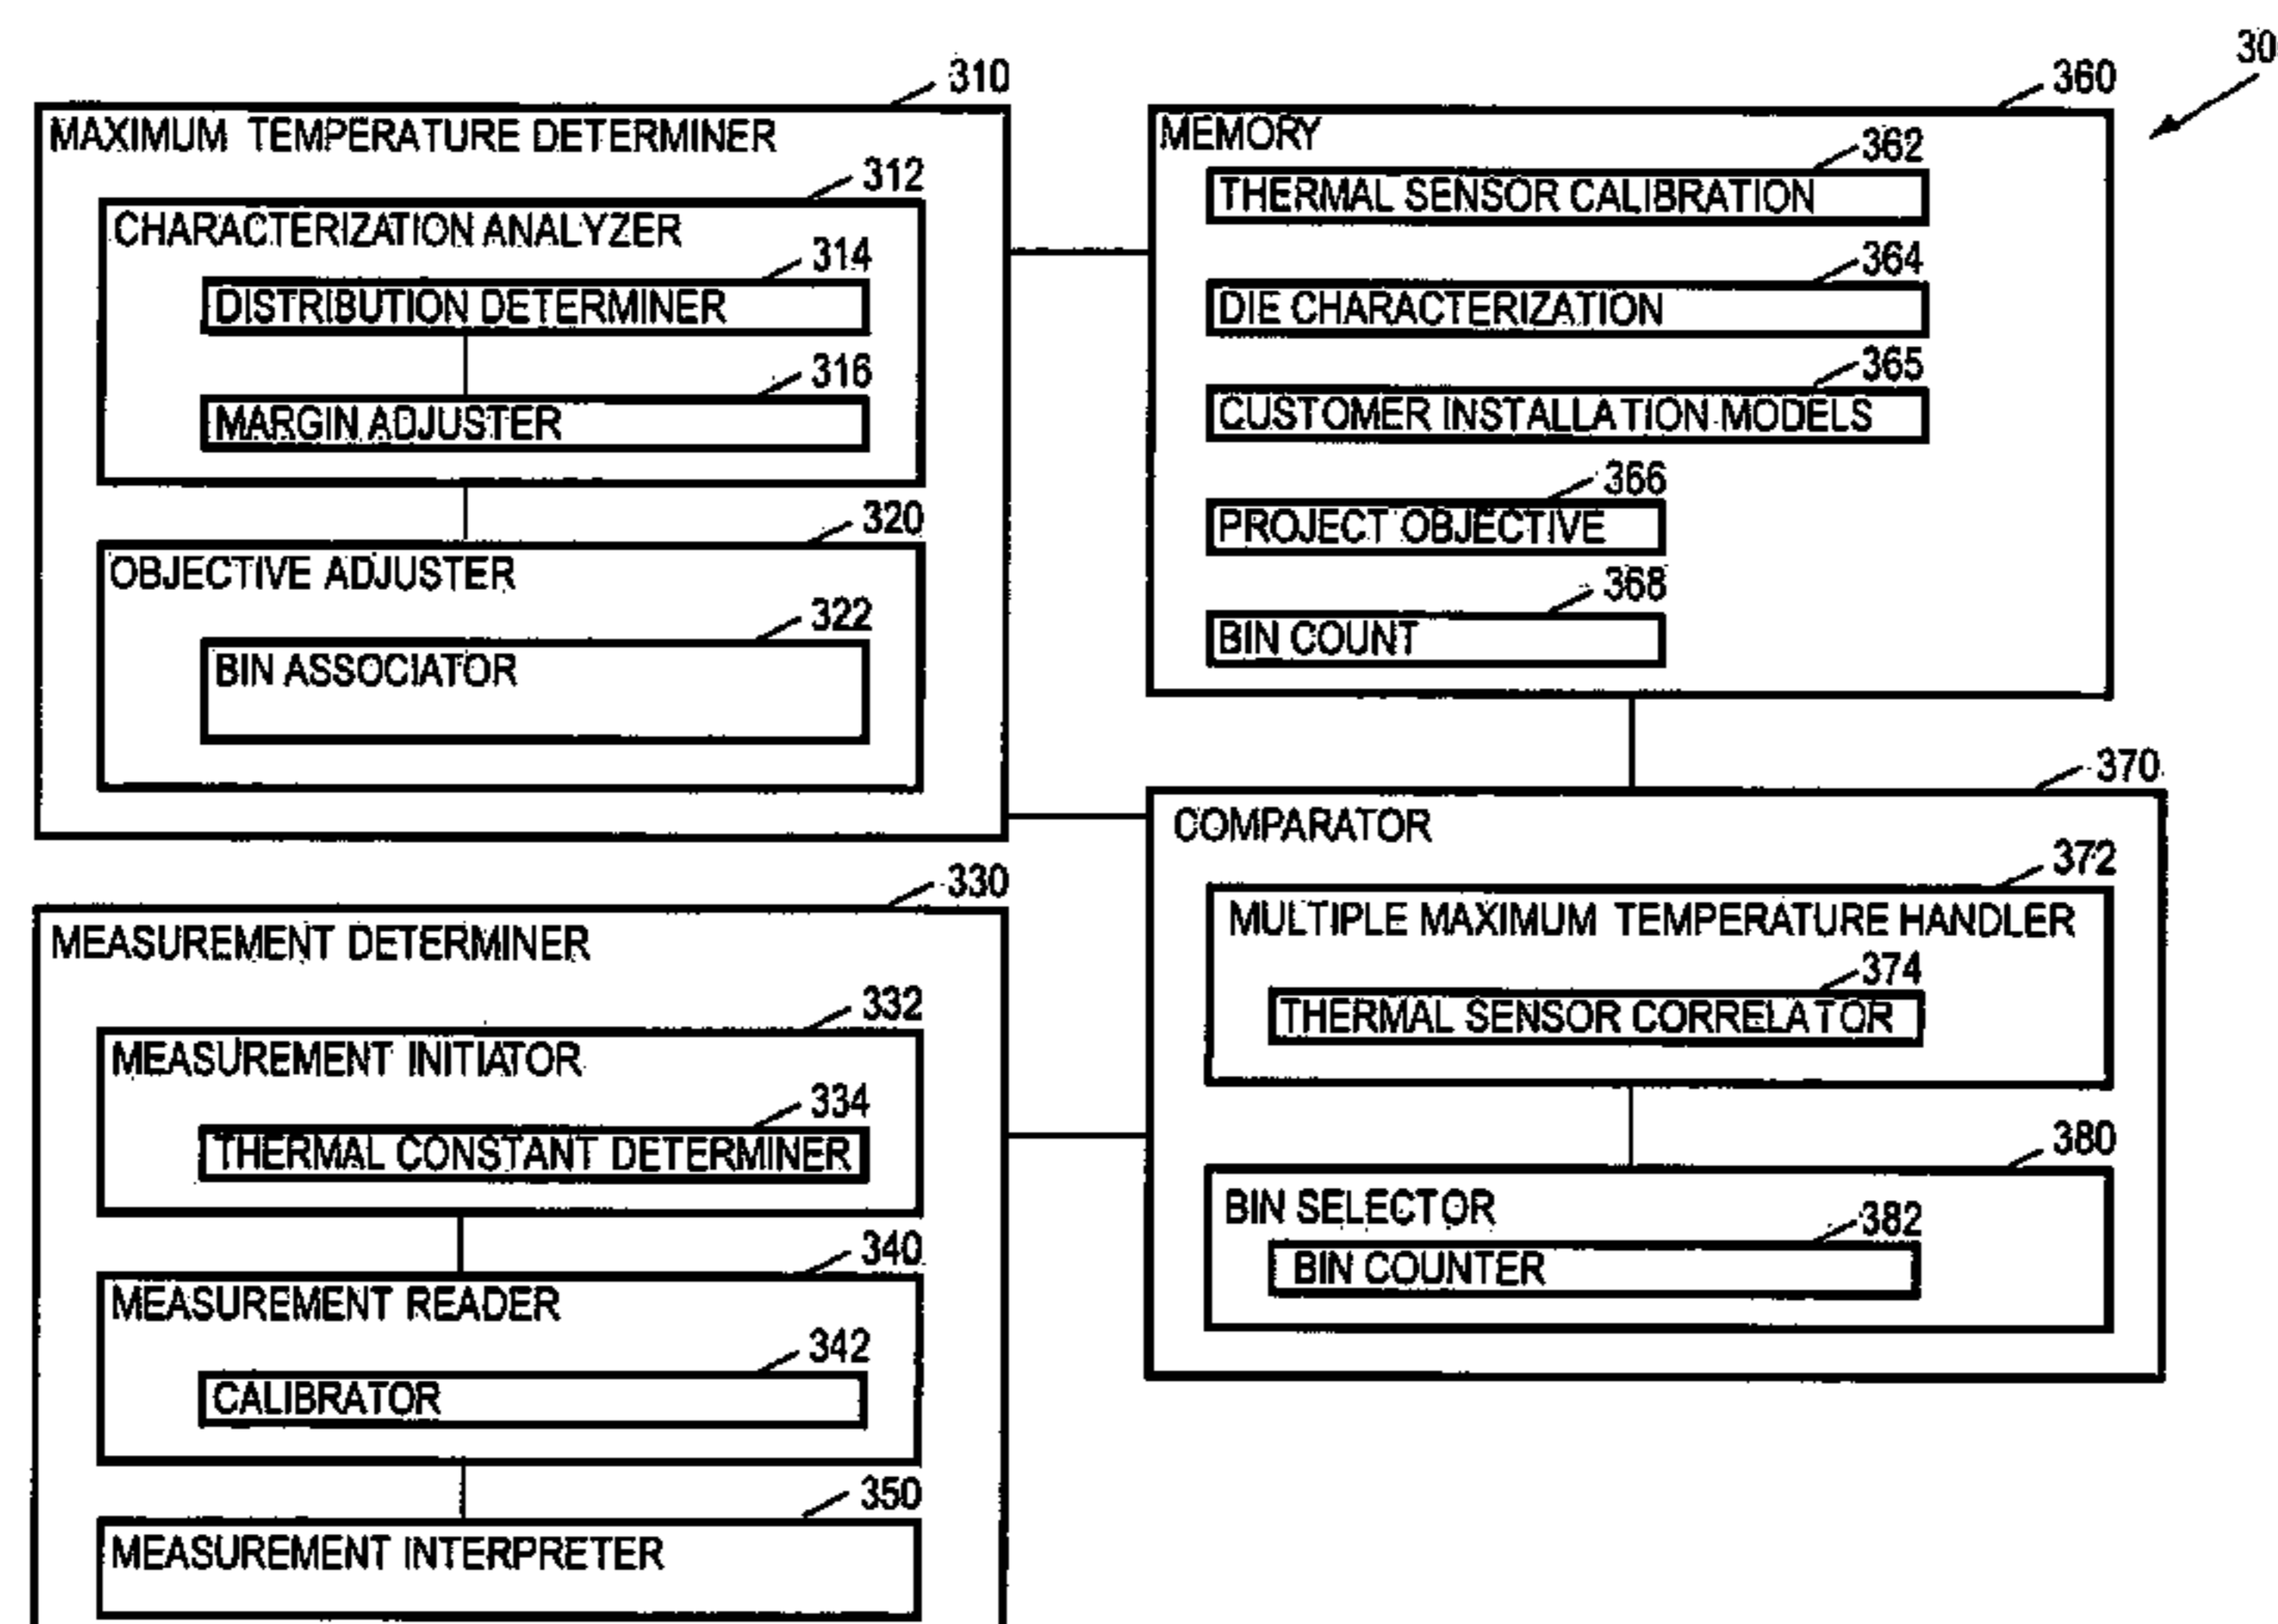 30
310
MAXIMUM TEMPERATURE DETERMINER
312
CHARACTERIZATION ANALYZER
314
DISTRIBUTION DETERMINER
316
MARGIN ADJUSTER
320
OBJECTIVE ADJUSTER
322
BIN ASSOCIATOR
330
MEASUREMENT DETERMINER
332
MEASUREMENT INITIATOR
334
THERMAL CONSTANT DETERMINER
340
MEASUREMENT READER
342
CALIBRATOR
350
MEASUREMENT INTERPRETER
360
MEMORY
362
THERMAL SENSOR CALIBRATION
364
DIE CHARACTERIZATION
365
CUSTOMER INSTALLATION MODELS
366
PROJECT OBJECTIVE
368
BIN COUNT
370
COMPARATOR
372
MULTIPLE MAXIMUM TEMPERATURE HANDLER
374
THERMAL SENSOR CORRELATOR
380
BIN SELECTOR
382
BIN COUNTER